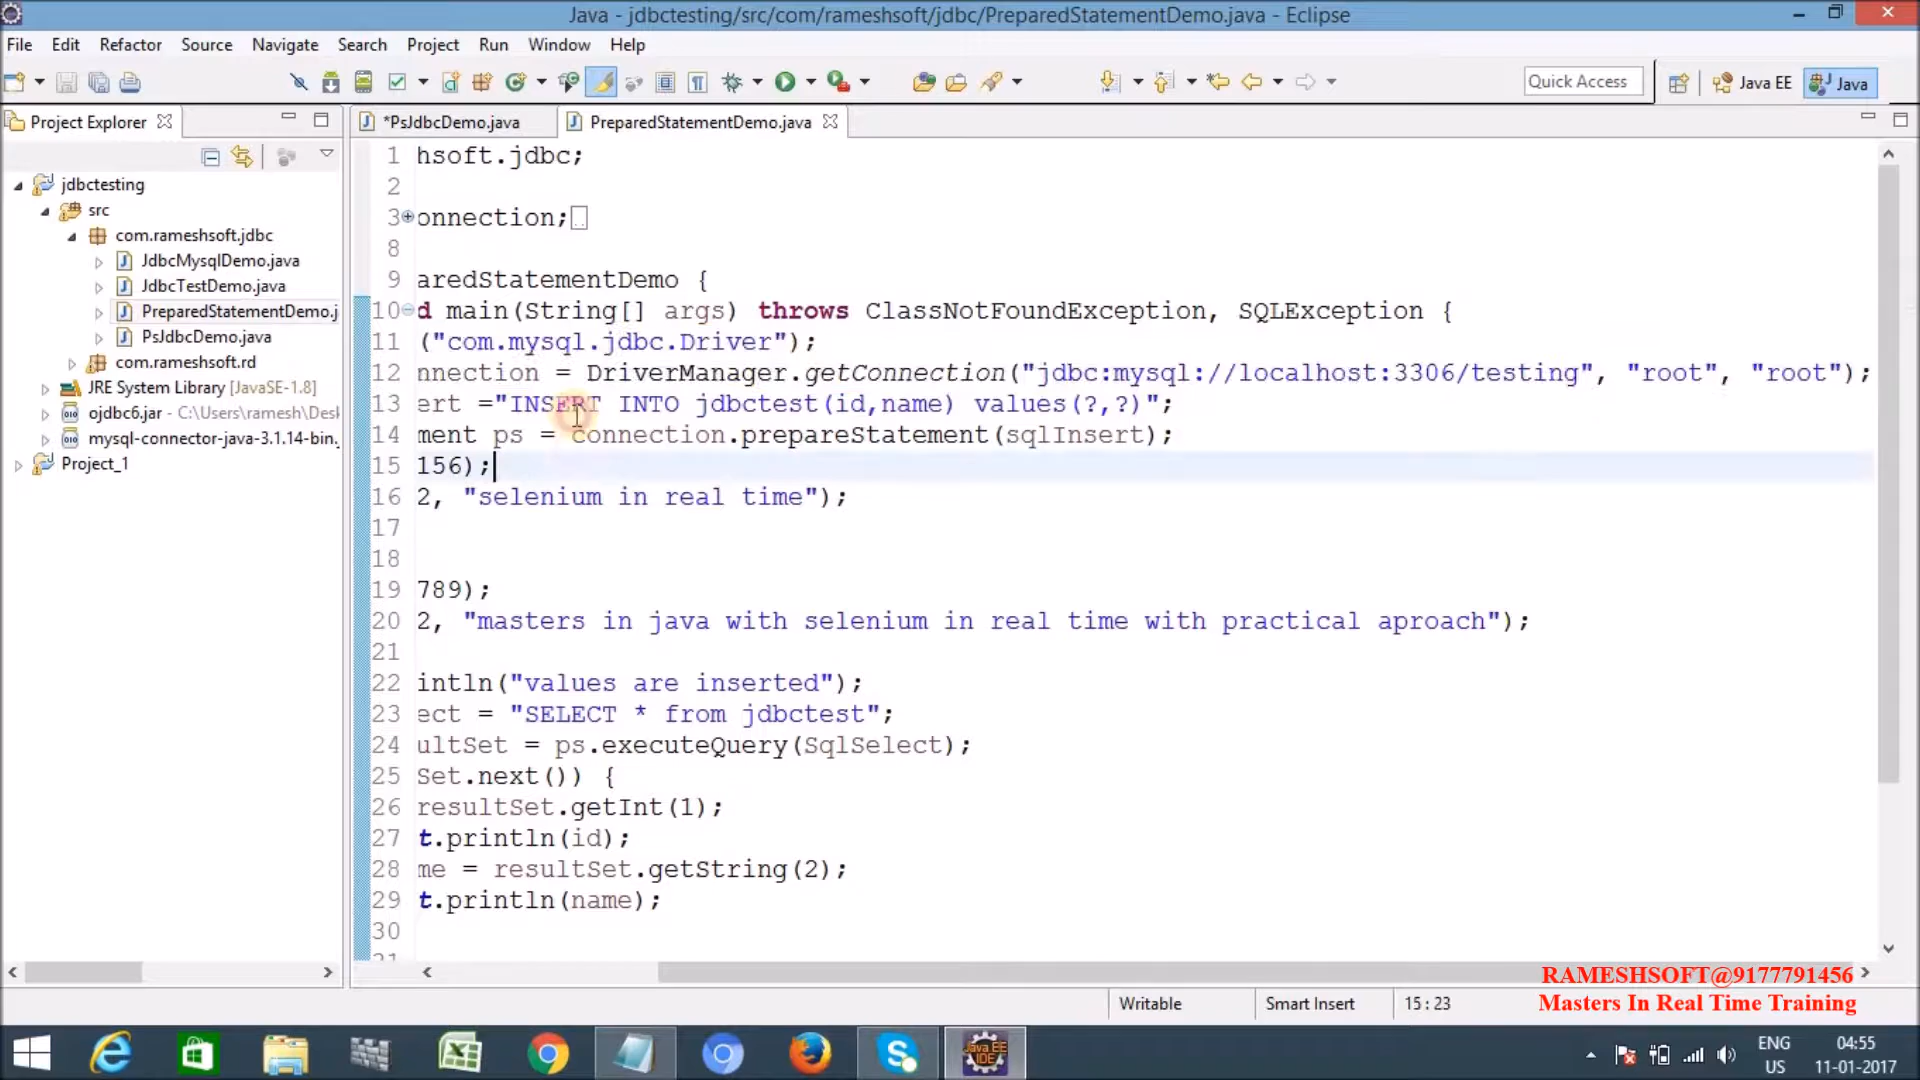 Java - jdbctesting/src/com/rameshsoft/jdbc/PreparedStatementDemo.java - Eclipse
File Edit Refactor Source Navigate Search Project Run Window Help
Quick Access Java EE Java
Project Explorer
*PsJdbcDemo.java PreparedStatementDemo.java
jdbctesting
src
com.rameshsoft.jdbc
JdbcMysqlDemo.java
JdbcTestDemo.java
PreparedStatementDemo.j
PsJdbcDemo.java
com.rameshsoft.rd
JRE System Library [JavaSE-1.8]
ojdbc6.jar - C:\Users\ramesh\Desk
mysql-connector-java-3.1.14-bin.
Project_1
1 hsoft.jdbc;
2
3 onnection;
8
9 aredStatementDemo {
10 d main(String[] args) throws ClassNotFoundException, SQLException {
11 ("com.mysql.jdbc.Driver");
12 nnection = DriverManager.getConnection("jdbc:mysql://localhost:3306/testing", "root", "root");
13 ert ="INSERT INTO jdbctest(id,name) values(?,?)";
14 ment ps = connection.prepareStatement(sqlInsert);
15 156);
16 2, "selenium in real time");
17
18
19 789);
20 2, "masters in java with selenium in real time with practical aproach");
21
22 intln("values are inserted");
23 ect = "SELECT * from jdbctest";
24 ultSet = ps.executeQuery(SqlSelect);
25 Set.next()) {
26 resultSet.getInt(1);
27 t.println(id);
28 me = resultSet.getString(2);
29 t.println(name);
30
31
RAMESHSOFT@9177791456
Masters In Real Time Training
Writable Smart Insert 15 : 23
Java EE
IDE
ENG
US
04:55
11-01-2017